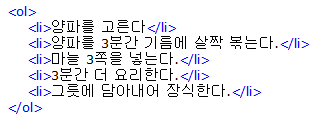 <ol>
<li>양파를 고른다</li>
<li>양파를 3분간 기름에 살짝 볶는다.</li>
<li>마늘 3쪽을 넣는다.</li>
<li>3분간 더 요리한다.</li>
<li>그릇에 담아내어 장식한다.</li>
</ol>